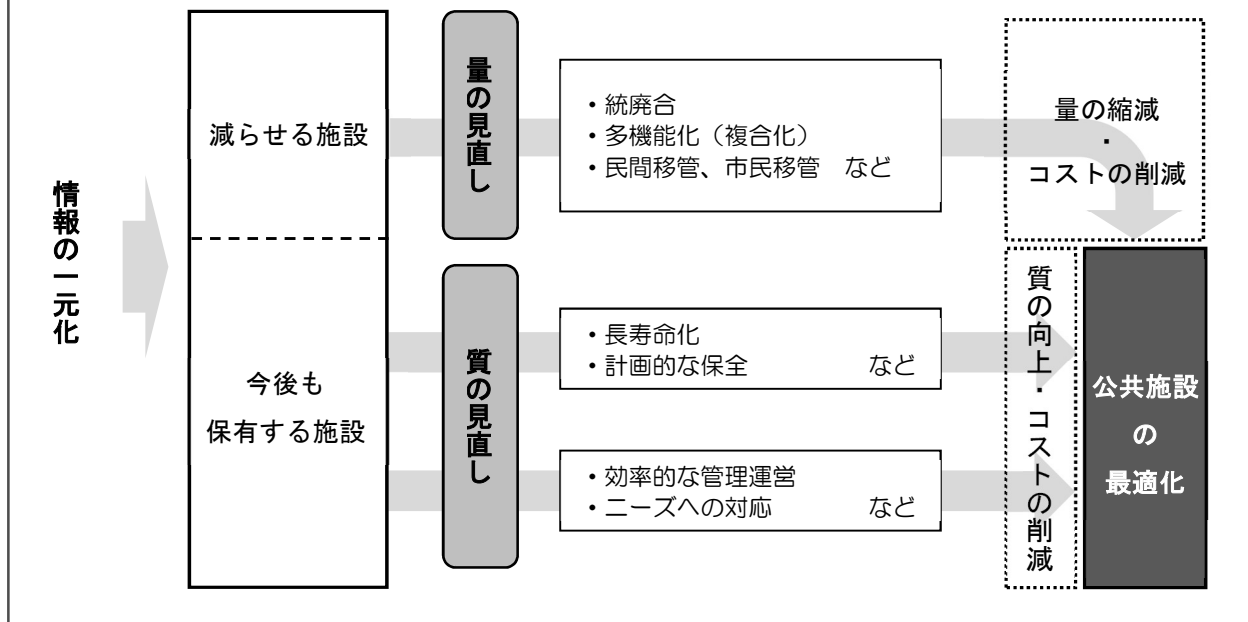 情報の一元化
減らせる施設
今後も
保有する施設
量の見直し
質の見直し
・統廃合
・多機能化（複合化）
・民間移管、市民移管　など
・長寿命化
・計画的な保全　など
・効率的な管理運営
・ニーズへの対応　など
量の縮減
・
コストの削減
質の向上・コストの削減
公共施設
の
最適化